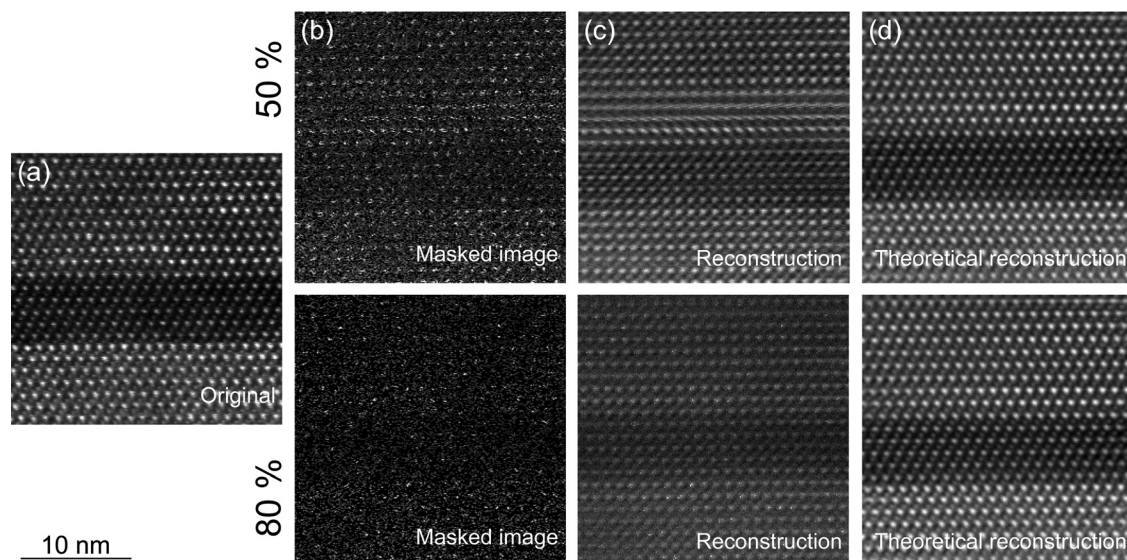 50 %
(b)
Masked image
(c)
Reconstruction
(d)
Theoretical reconstruction
(a)
Original
80 %
Masked image
Reconstruction
Theoretical reconstruction
10 nm